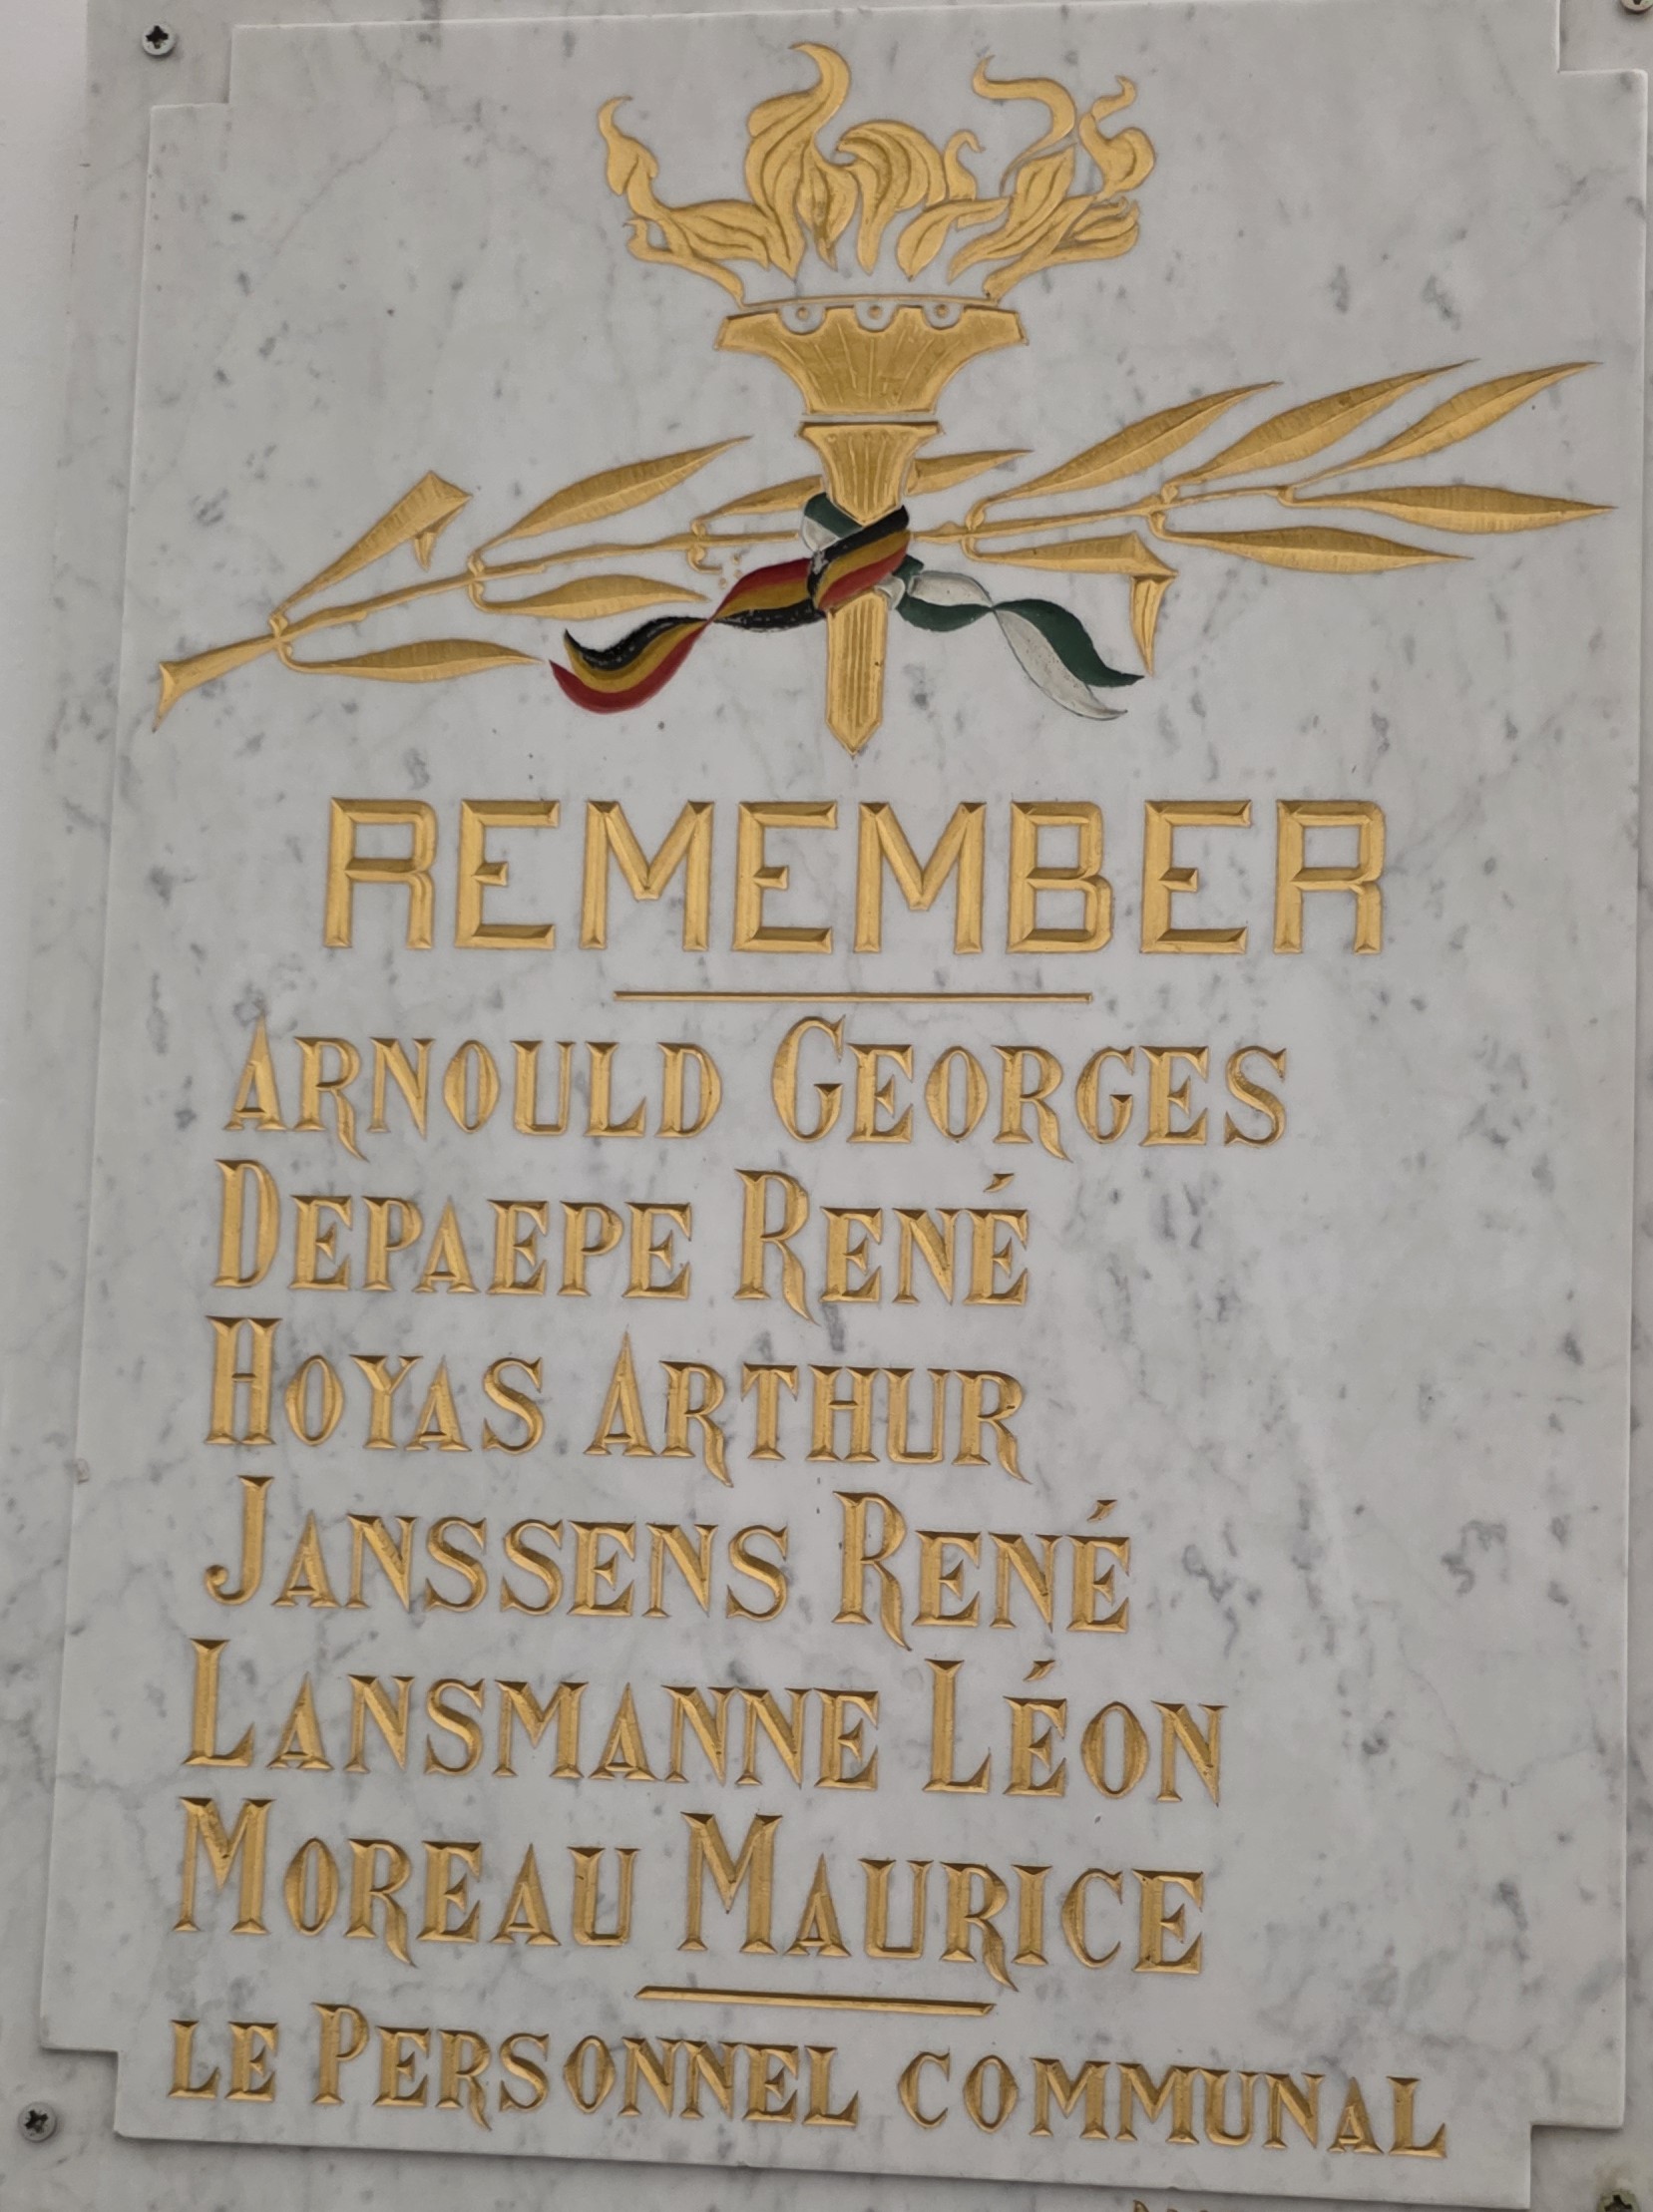 REMEMBER
ARNOULD GEORGES
DEPAEPE RENÉ
HOYAS ARTHUR
JANSSENS RENÉ
LANSMANNE LÉON
MOREAU MAURICE
LE PERSONNEL COMMUNAL